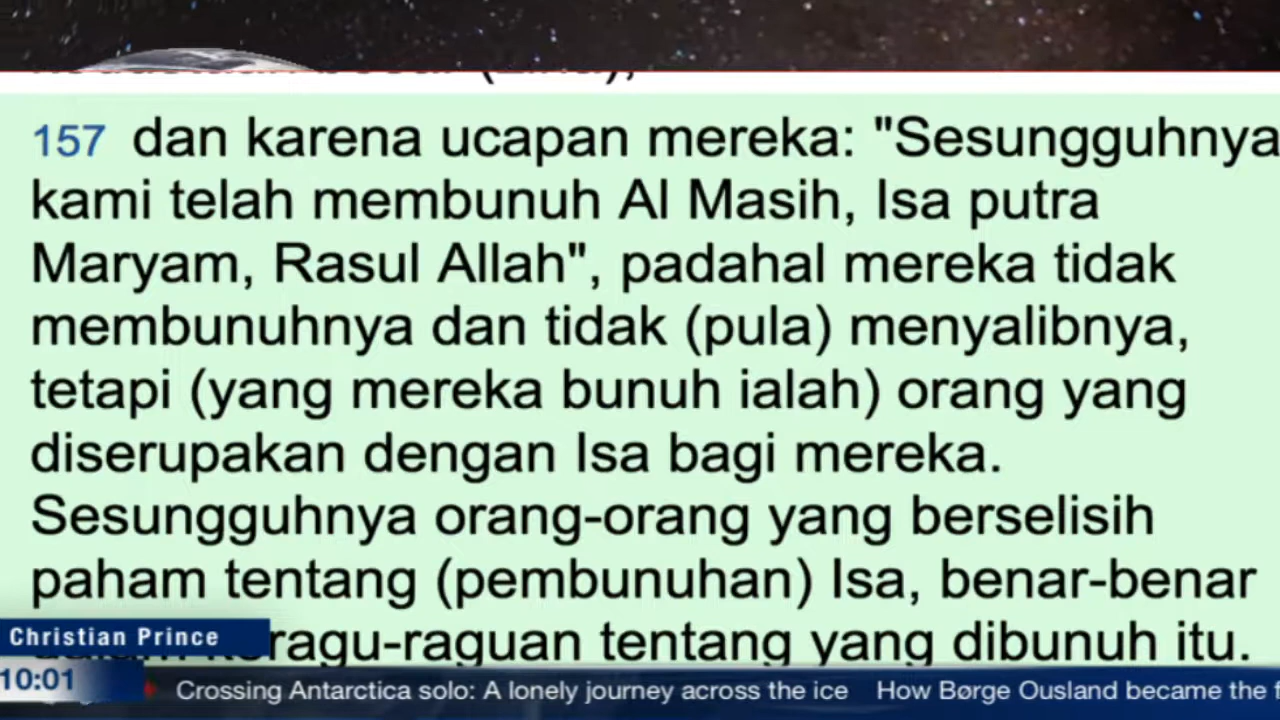 157 dan karena ucapan mereka: "Sesungguhnya
kami telah membunuh Al Masih, Isa putra
Maryam, Rasul Allah", padahal mereka tidak
membunuhnya dan tidak (pula) menyalibnya,
tetapi (yang mereka bunuh ialah) orang yang
diserupakan dengan Isa bagi mereka.
Sesungguhnya orang-orang yang berselisih
paham tentang (pembunuhan) Isa, benar-benar
tentang yang dibunuh itu.
Christian Prince
10:01 Crossing Antarctica solo: A lonely journey across the ice How Børge Ousland became the